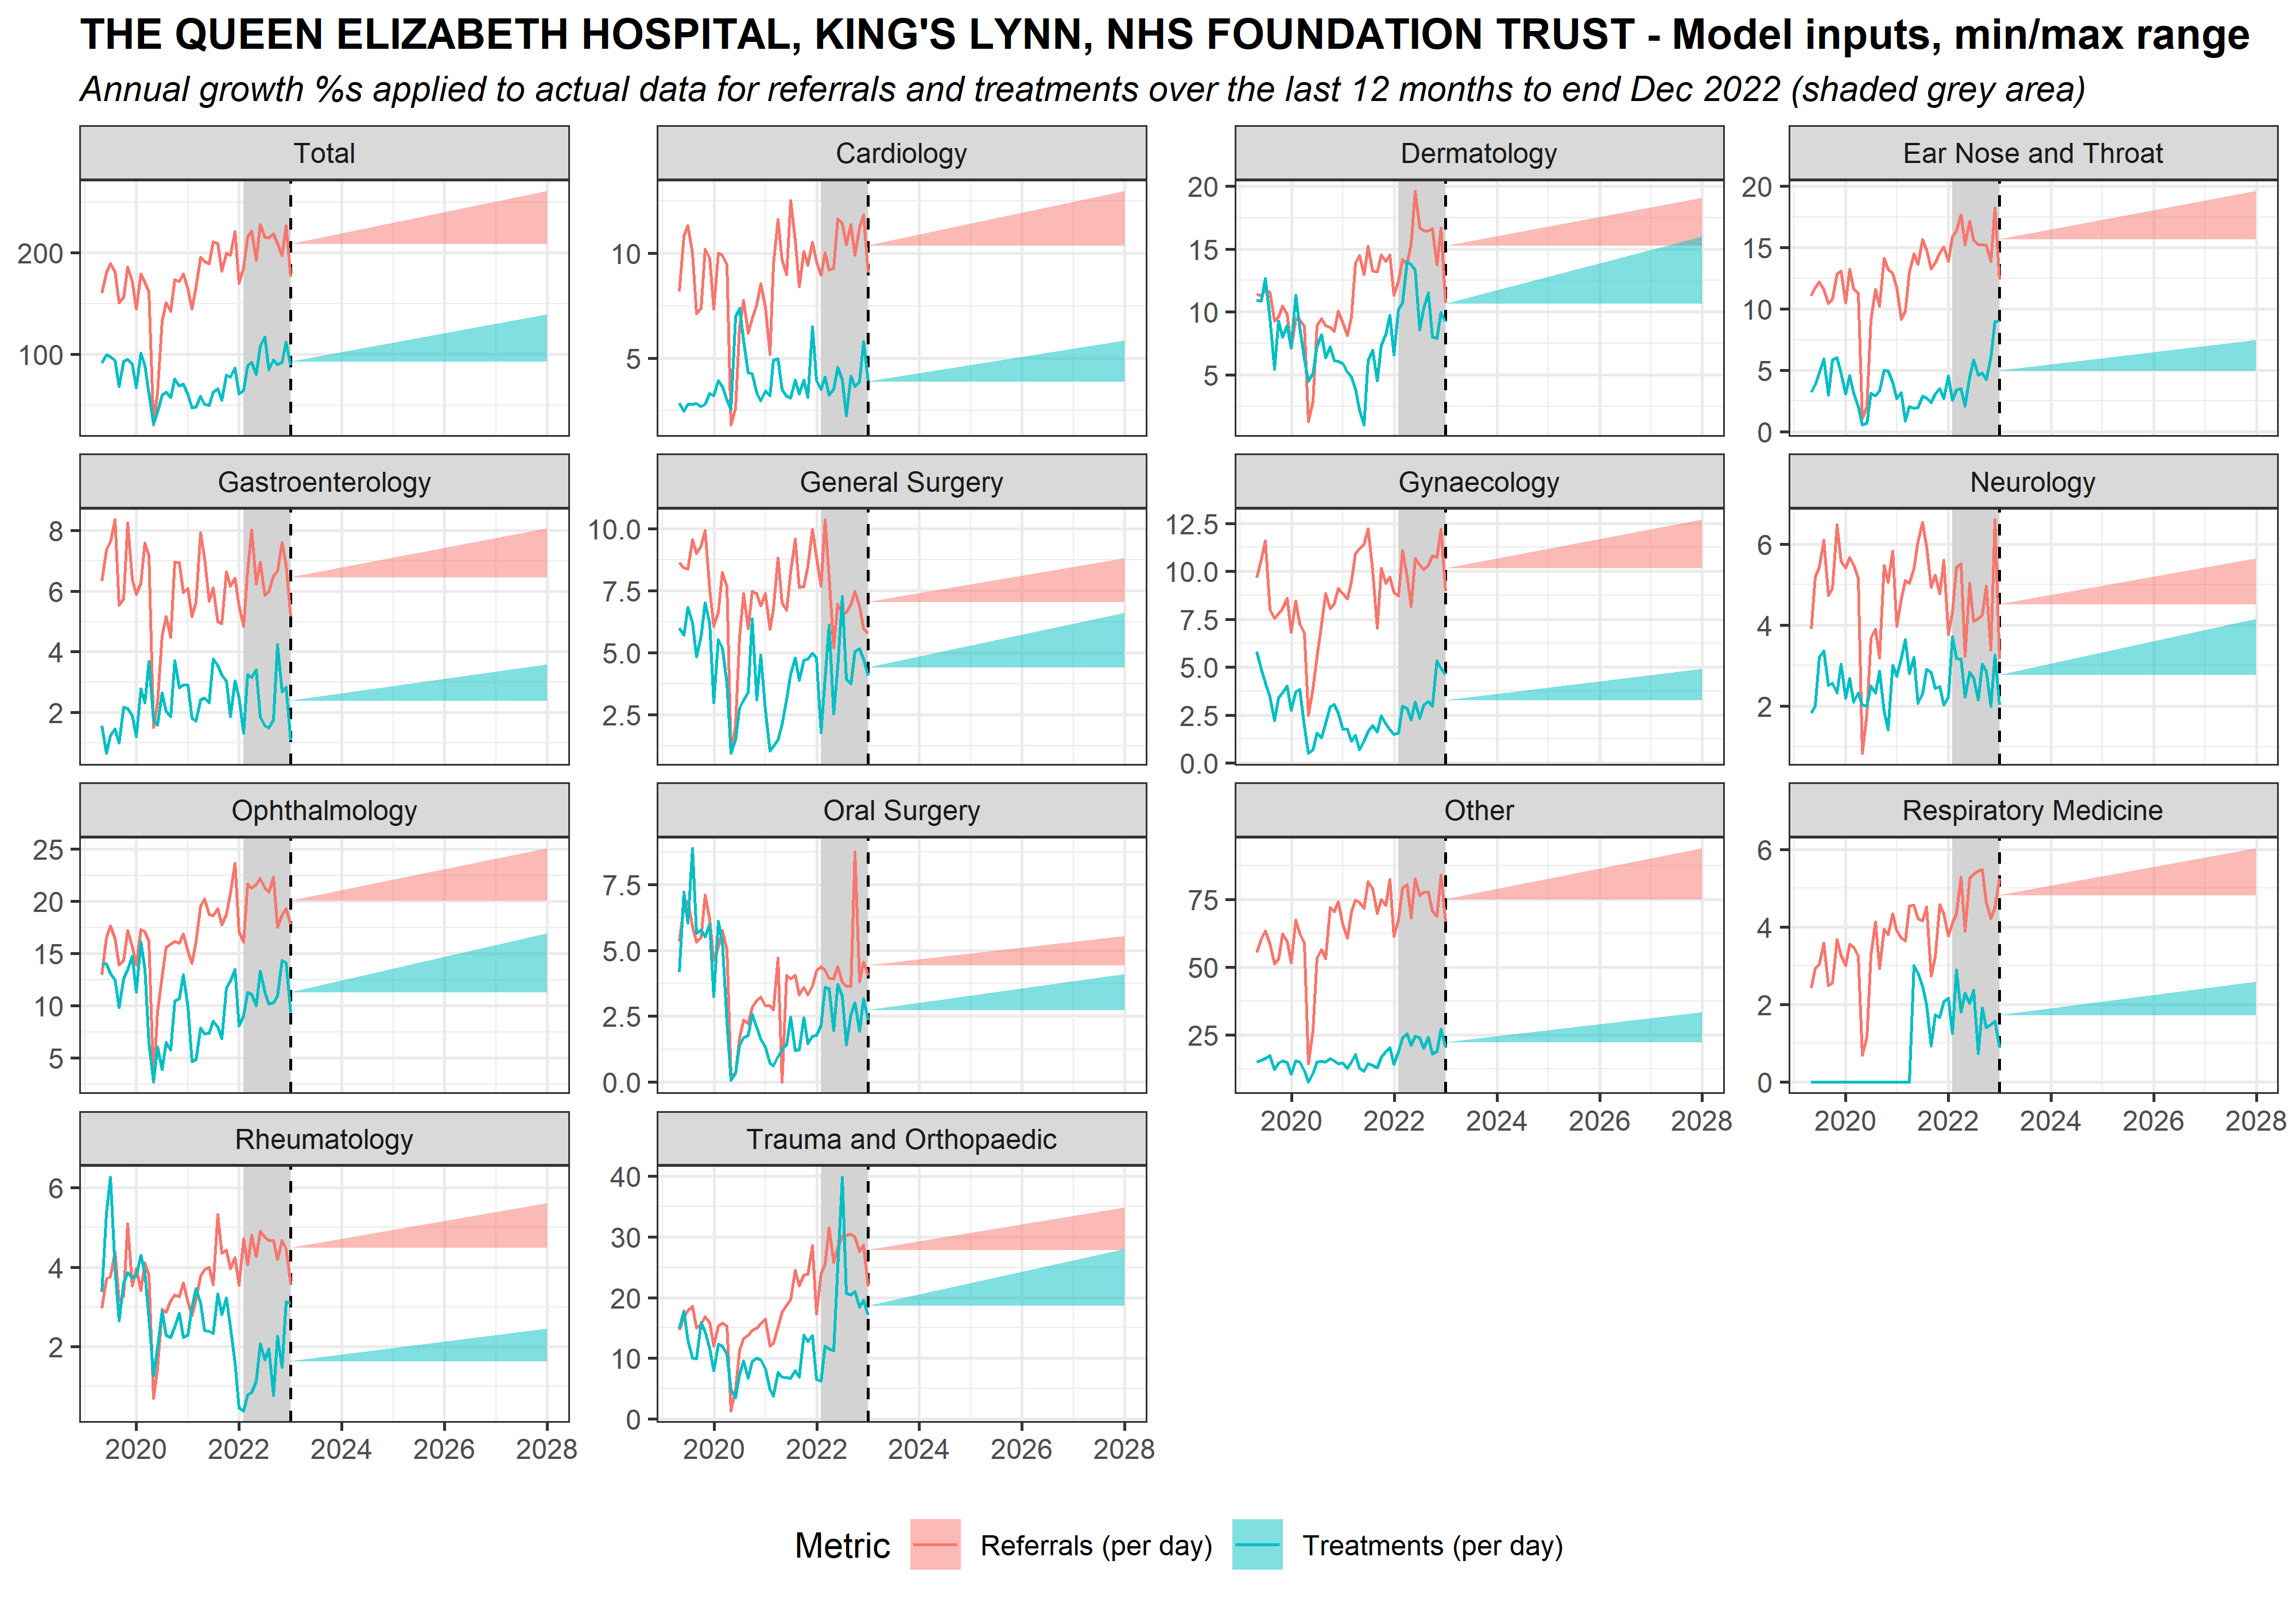 THE QUEEN ELIZABETH HOSPITAL, KING'S LYNN, NHS FOUNDATION TRUST - Model inputs, min/max range
Annual growth %s applied to actual data for referrals and treatments over the last 12 months to end Dec 2022 (shaded grey area)
Total
200
100
Cardiology
10
5
Dermatology
20
15
10
5
Ear Nose and Throat
20
15
10
5
0
Gastroenterology
8
6
4
2
General Surgery
10.0
7.5
5.0
2.5
Gynaecology
12.5
10.0
7.5
5.0
2.5
0.0
Neurology
6
4
2
Ophthalmology
25
20
15
10
5
Oral Surgery
7.5
5.0
2.5
0.0
Other
75
50
25
2020 2022 2024 2026 2028
Respiratory Medicine
6
4
2
0
2020 2022 2024 2026 2028
Rheumatology
6
4
2
2020 2022 2024 2026 2028
Trauma and Orthopaedic
40
30
20
10
0
2020 2022 2024 2026 2028
Metric Referrals (per day) Treatments (per day)